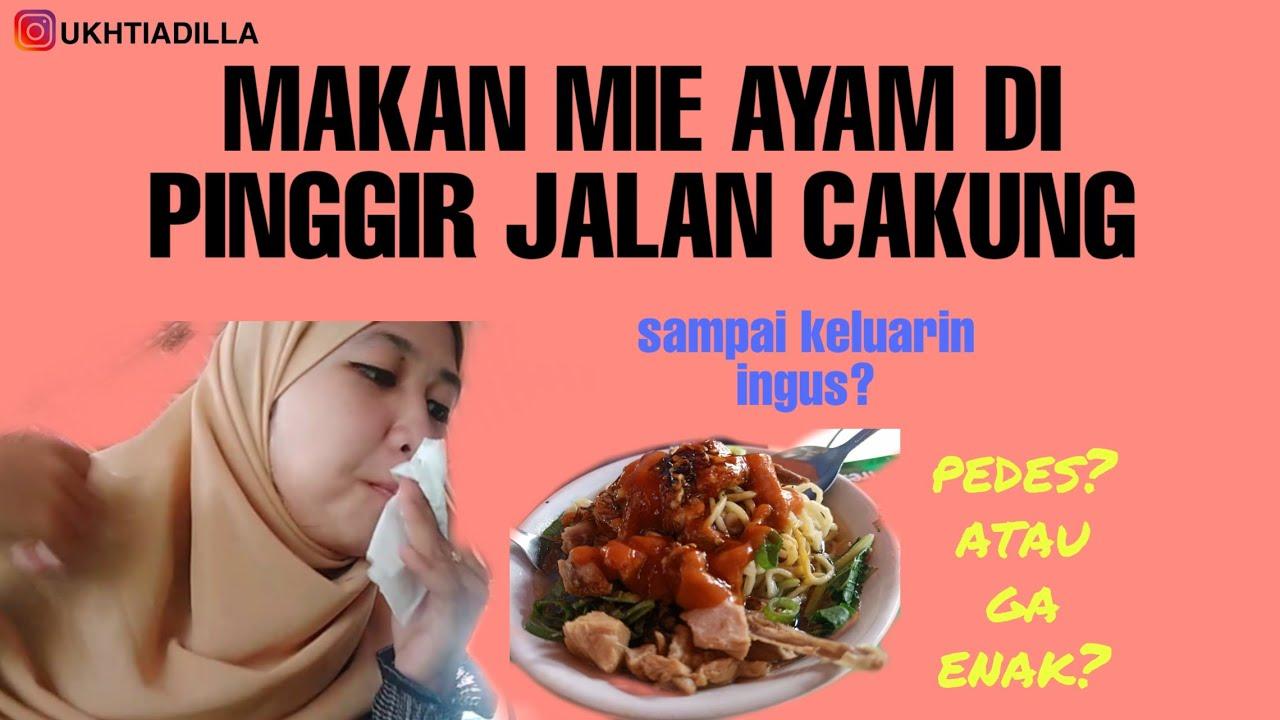 UKHTIADILLA
MAKAN MIE AYAM DI
PINGGIR JALAN CAKUNG
sampai keluarin
ingus?
PEDES?
ATAU
GA
ENAK?